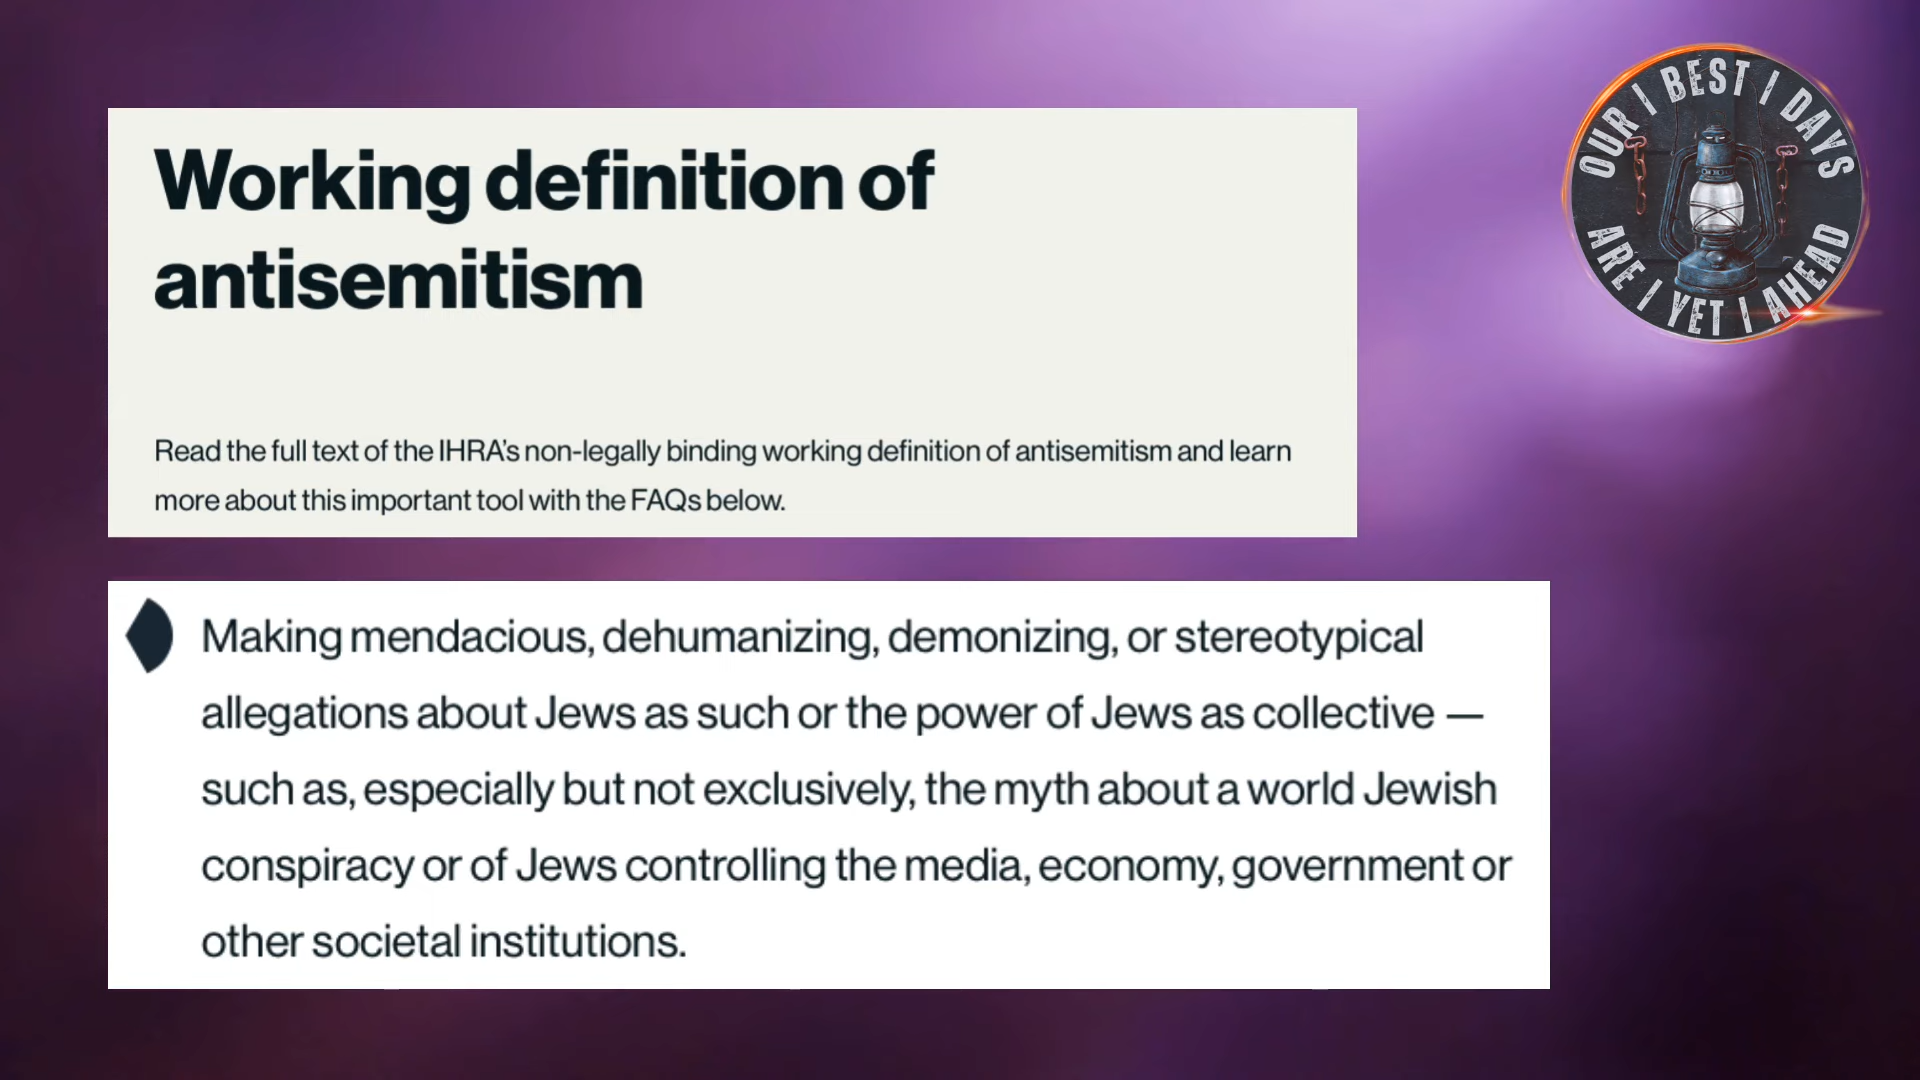 Working definition of
antisemitism
Read the full text of the IHRA’s non-legally binding working definition of antisemitism and learn
more about this important tool with the FAQs below.
Making mendacious, dehumanizing, demonizing, or stereotypical
allegations about Jews as such or the power of Jews as collective —
such as, especially but not exclusively, the myth about a world Jewish
conspiracy or of Jews controlling the media, economy, government or
other societal institutions.
OUR | BEST | DAYS
ARE | YET | AHEAD